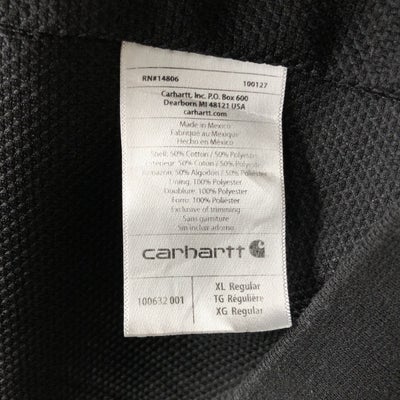 RN#14806 100127
Carhartt, Inc. P.O. Box 600
Dearborn MI 48121 USA
carhartt.com
Made in Mexico
Fabriqué au Mexique
Hecho en México
Shell: 50% Cotton / 50% Polyester
Extérieur: 50% Coton / 50% Polyester
Armazón: 50% Algodón / 50% Poliéster
Lining: 100% Polyester
Doublure: 100% Polyester
Forro: 100% Poliéster
Exclusive of trimming
Sans garniture
Sin incluir adorno
carhartt
100632 001
XL Regular
TG Régulière
XG Regular